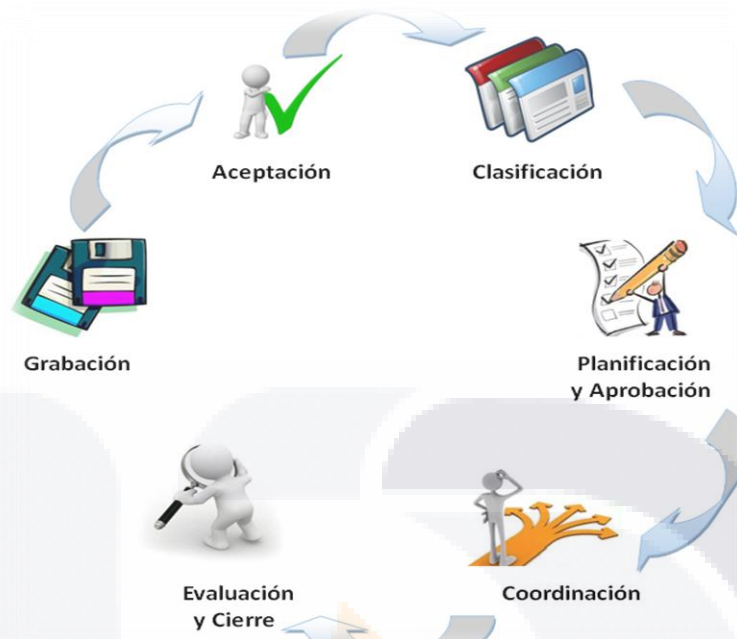 Aceptación
Clasificación
Planificación
y Aprobación
Coordinación
Evaluación
y Cierre
Grabación